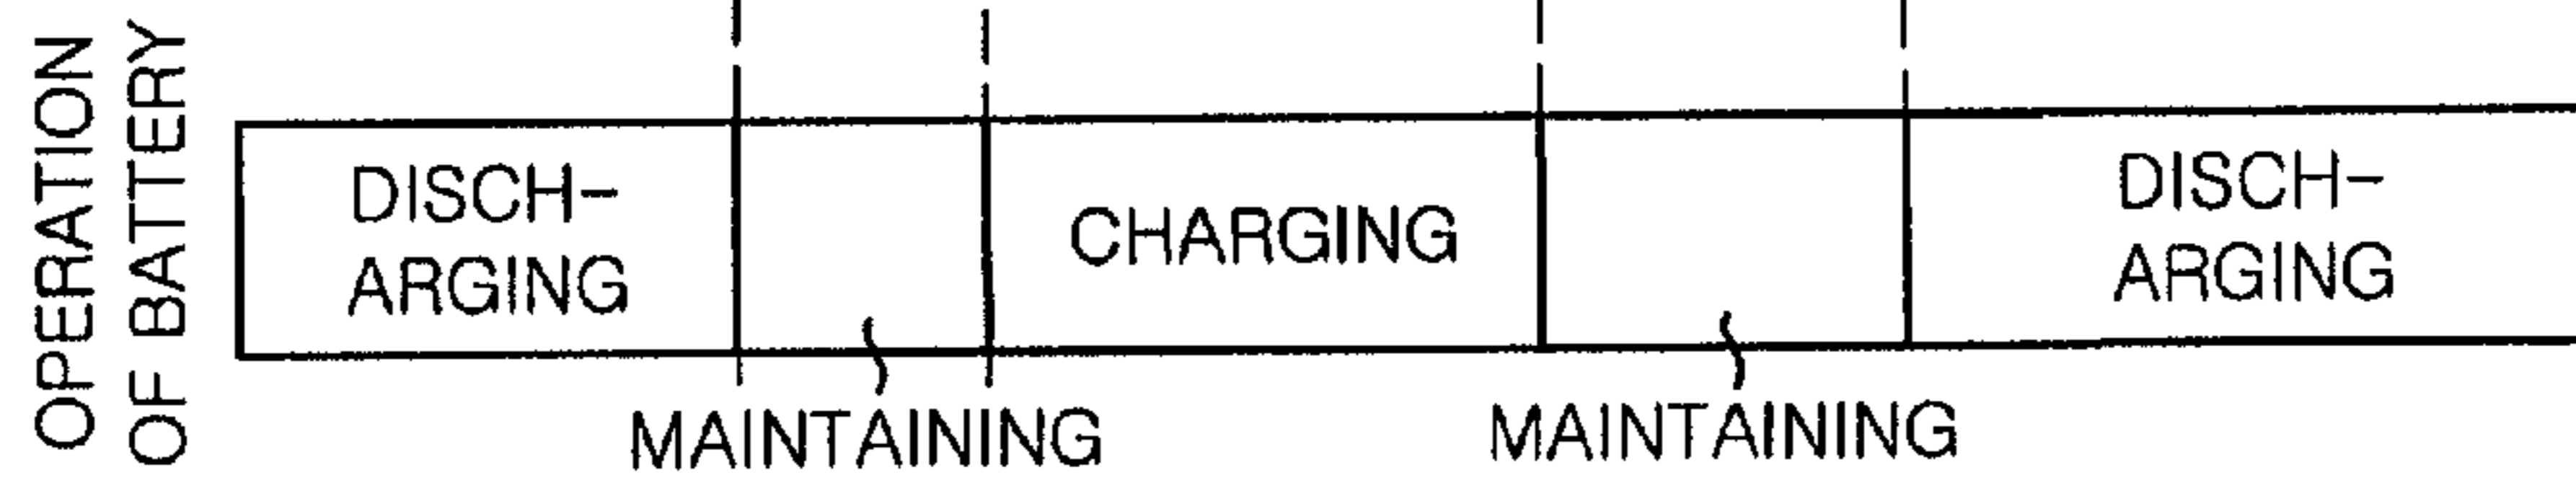 OPERATION
OF BATTERY
DISCH-
ARGING
CHARGING
DISCH-
ARGING
MAINTAINING
MAINTAINING